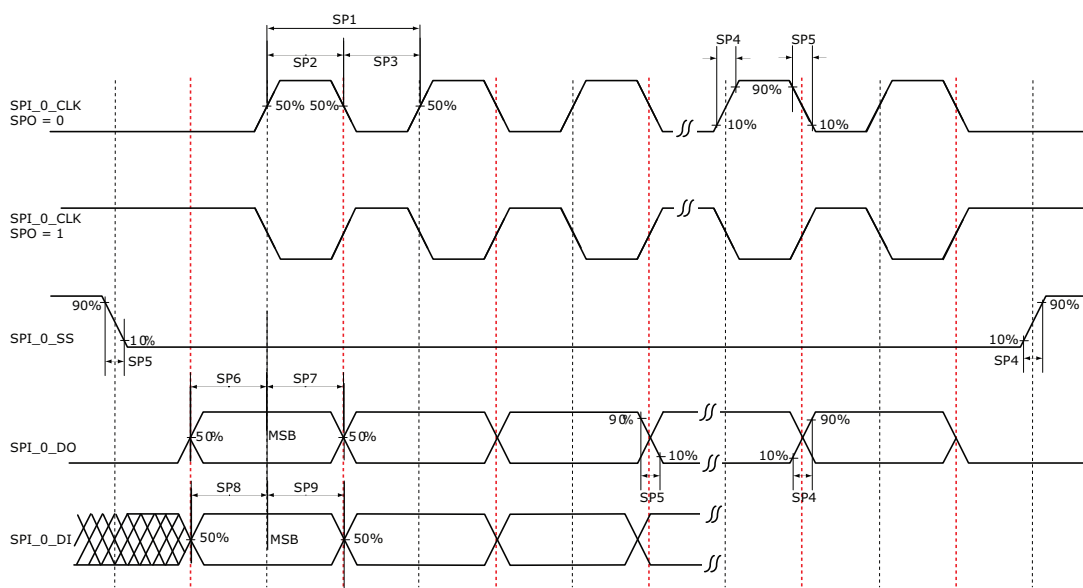 SP1
SP2 SP3
SP4 SP5
SPI_0_CLK
SPO = 0
50% 50% 50%
90%
10% 10%
SPI_0_CLK
SPO = 1
90% 90%
SPI_0_SS
10% 10%
SP5 SP4
SP6 SP7
90% 90%
50% MSB 50%
SPI_0_DO
10% 10%
SP5 SP4
SP8 SP9
SPI_0_DI
50% MSB 50%